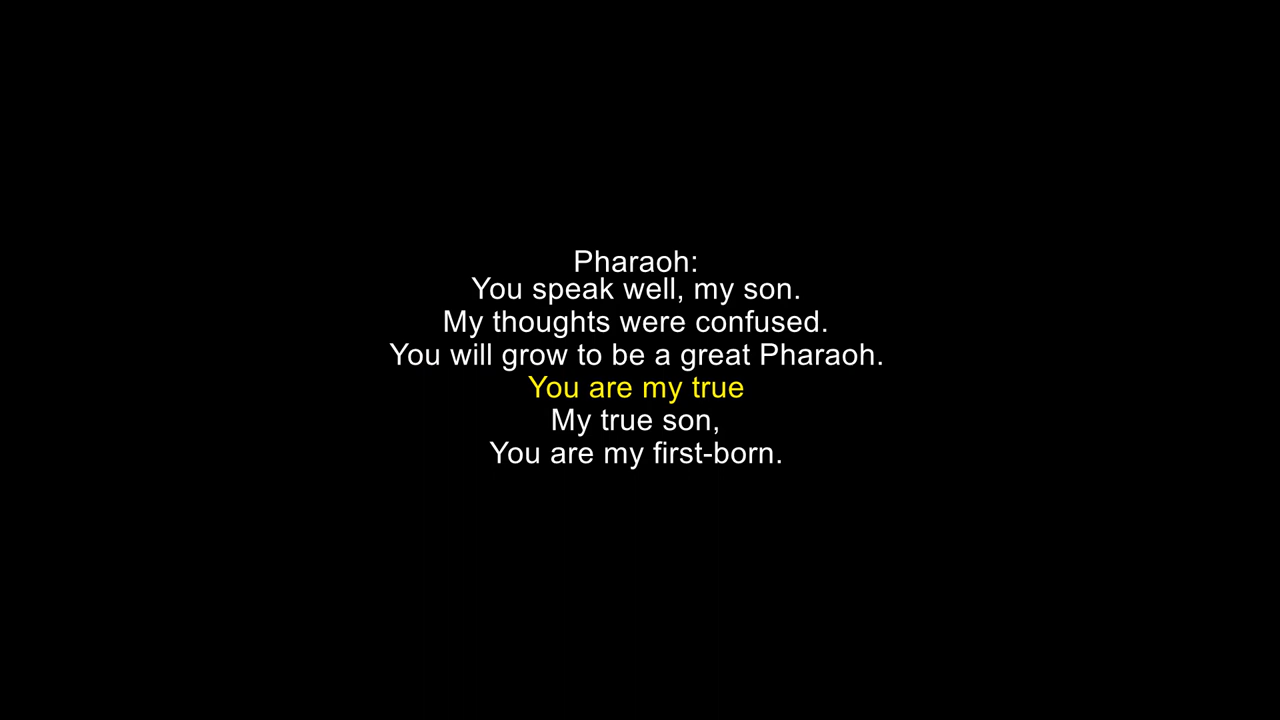 Pharaoh:
You speak well, my son.
My thoughts were confused.
You will grow to be a great Pharaoh.
You are my true
My true son,
You are my first-born.